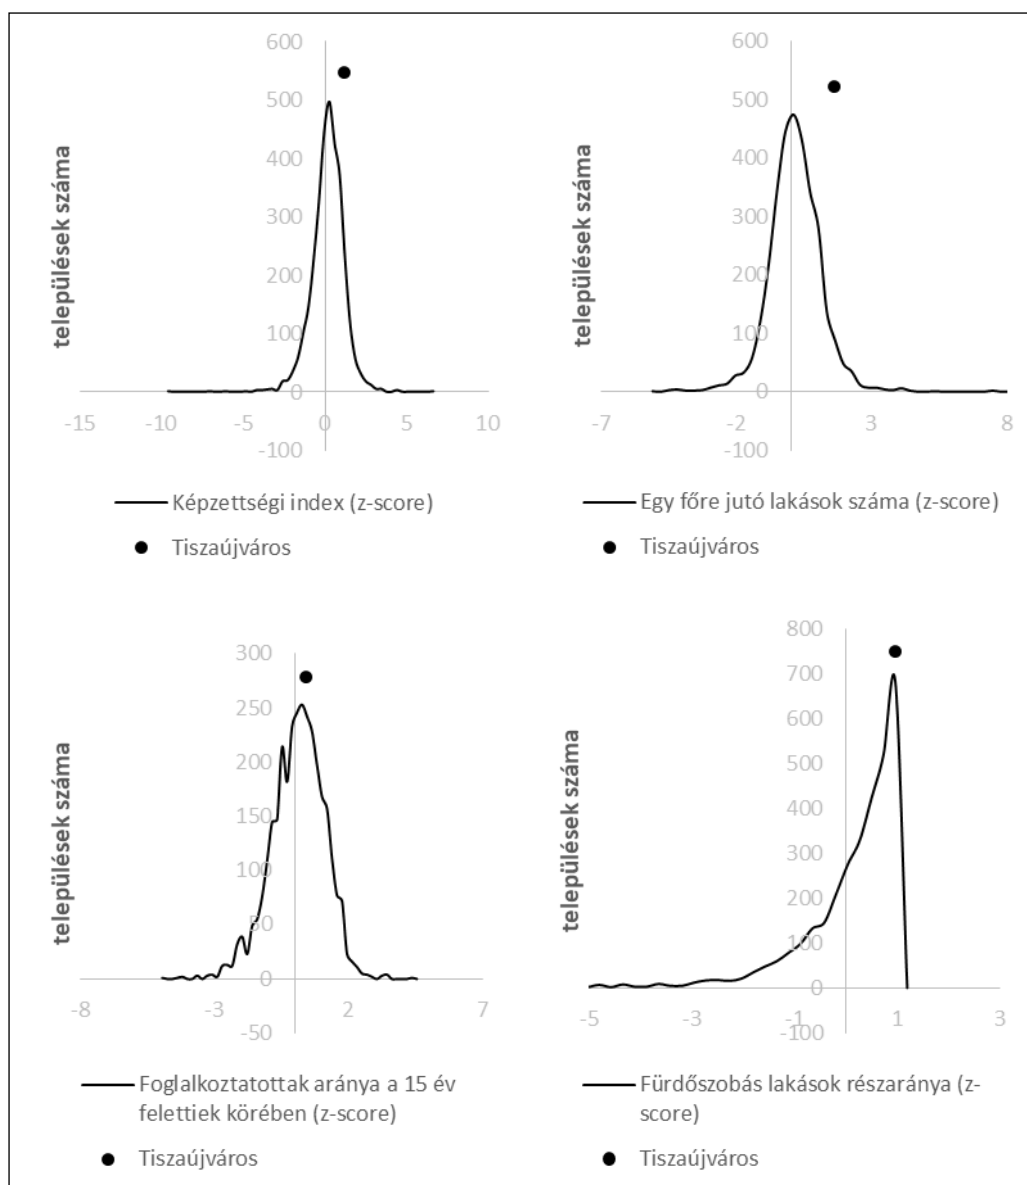 600
500
400
300
200
100
0
-100
-15 -10 -5 0 5 10
települések száma
Képzettségi index (z-score)
Tiszaújváros
600
500
400
300
200
100
0
-100
-7 -2 3 8
települések száma
Egy főre jutó lakások száma (z-score)
Tiszaújváros
300
250
200
150
100
50
0
-50
-8 -3 2 7
települések száma
Foglalkoztatottak aránya a 15 év
felettiek körében (z-score)
Tiszaújváros
800
700
600
500
400
300
200
100
0
-100
-5 -3 -1 1 3
települések száma
Fürdőszobás lakások részaránya (z-
score)
Tiszaújváros